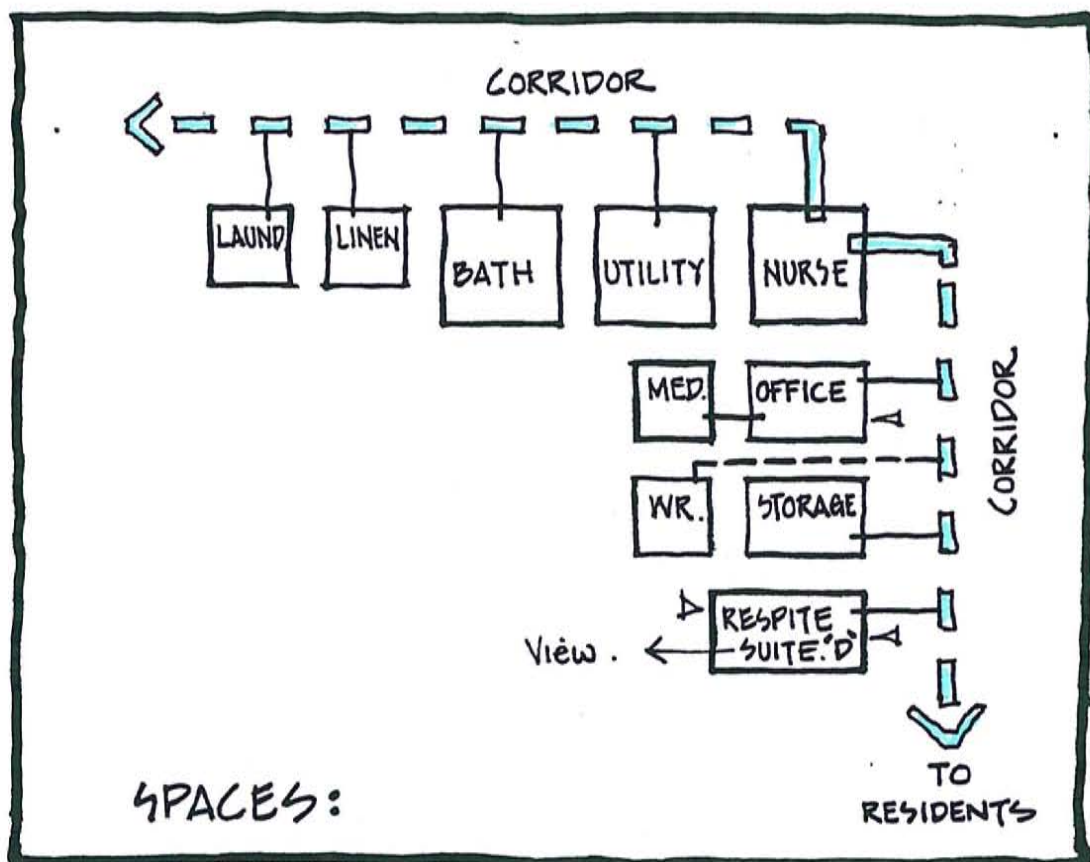 CORRIDOR
LAUND.
LINEN
BATH
UTILITY
NURSE
MED.
OFFICE
CORRIDOR
WR.
STORAGE
RESPITE
SUITE."D"
View.
TO
RESIDENTS
SPACES: